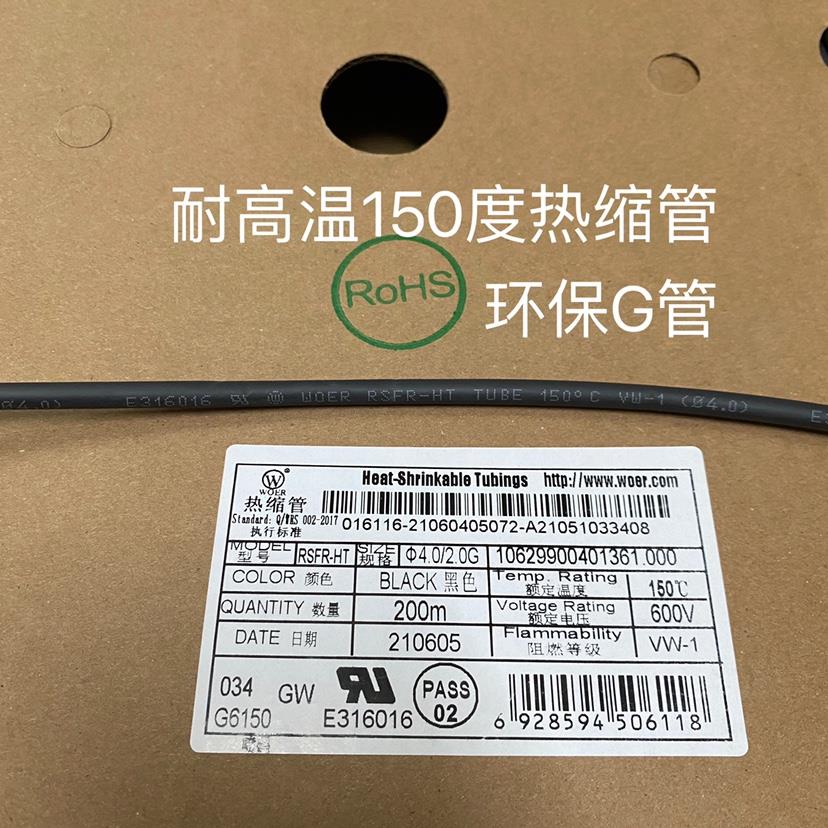 耐高温150度热缩管
RoHS
环保G管
(Ø4.0) E316016 WOER RSFR-HT TUBE 150°C VW-1 (Ø4.0) E3
W® Heat-Shrinkable Tubings http://www.woer.com
WOER
热缩管
Standard: Q/WRS 002-2017 016116-21060405072-A21051033408
执行标准
MODEL 型号 RSFR-HT SIZE 规格 Φ4.0/2.0G 10629900401361.000
COLOR 颜色 BLACK 黑色 Temp. Rating 额定温度 150℃
QUANTITY 数量 200m Voltage Rating 额定电压 600V
DATE 日期 210605 Flammability 阻燃等级 VW-1
034 GW RU PASS
G6150 E316016 02 6 928594 506118